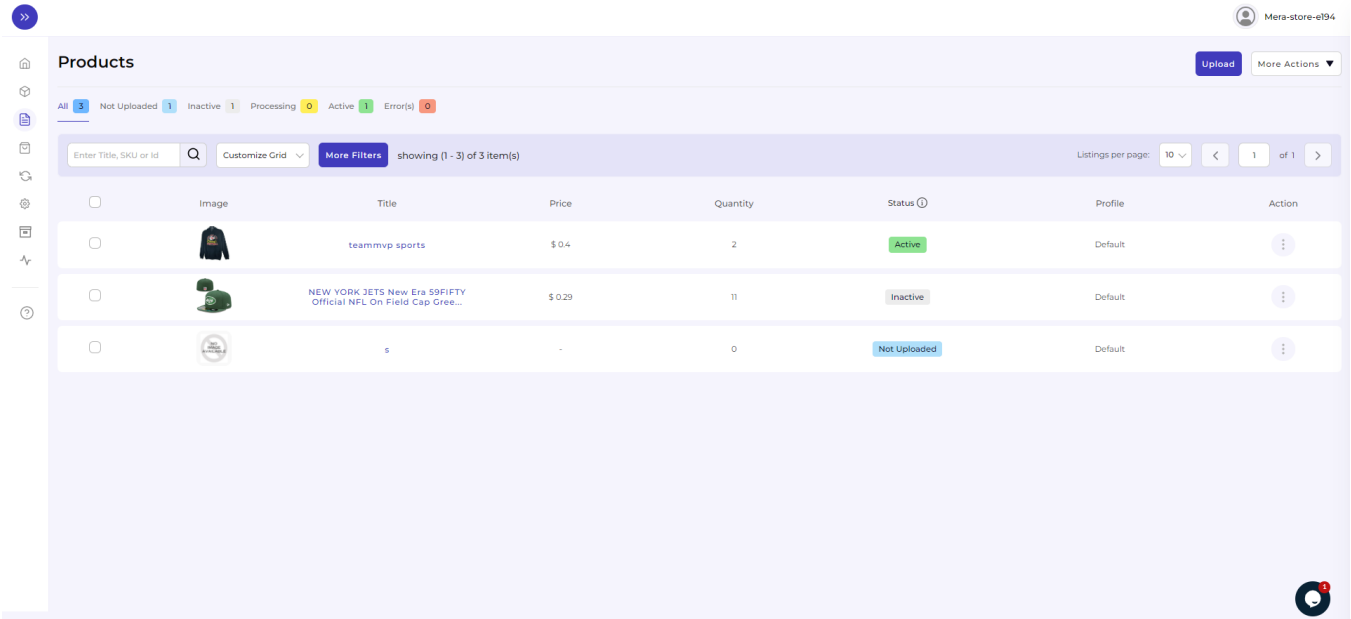 Mera-store-e194
Products
Upload
More Actions
All 3 Not Uploaded 1 Inactive 1 Processing 0 Active 1 Error(s) 0
Enter Title, SKU or Id
Customize Grid
More Filters
showing (1 - 3) of 3 item(s)
Listings per page: 10
1 of 1
Image Title Price Quantity Status Profile Action
teammvp sports $ 0.4 2 Active Default
NEW YORK JETS New Era 59FIFTY
Official NFL On Field Cap Gree...
$ 0.29 11 Inactive Default
NO
IMAGE
AVAILABLE
s - 0 Not Uploaded Default
1